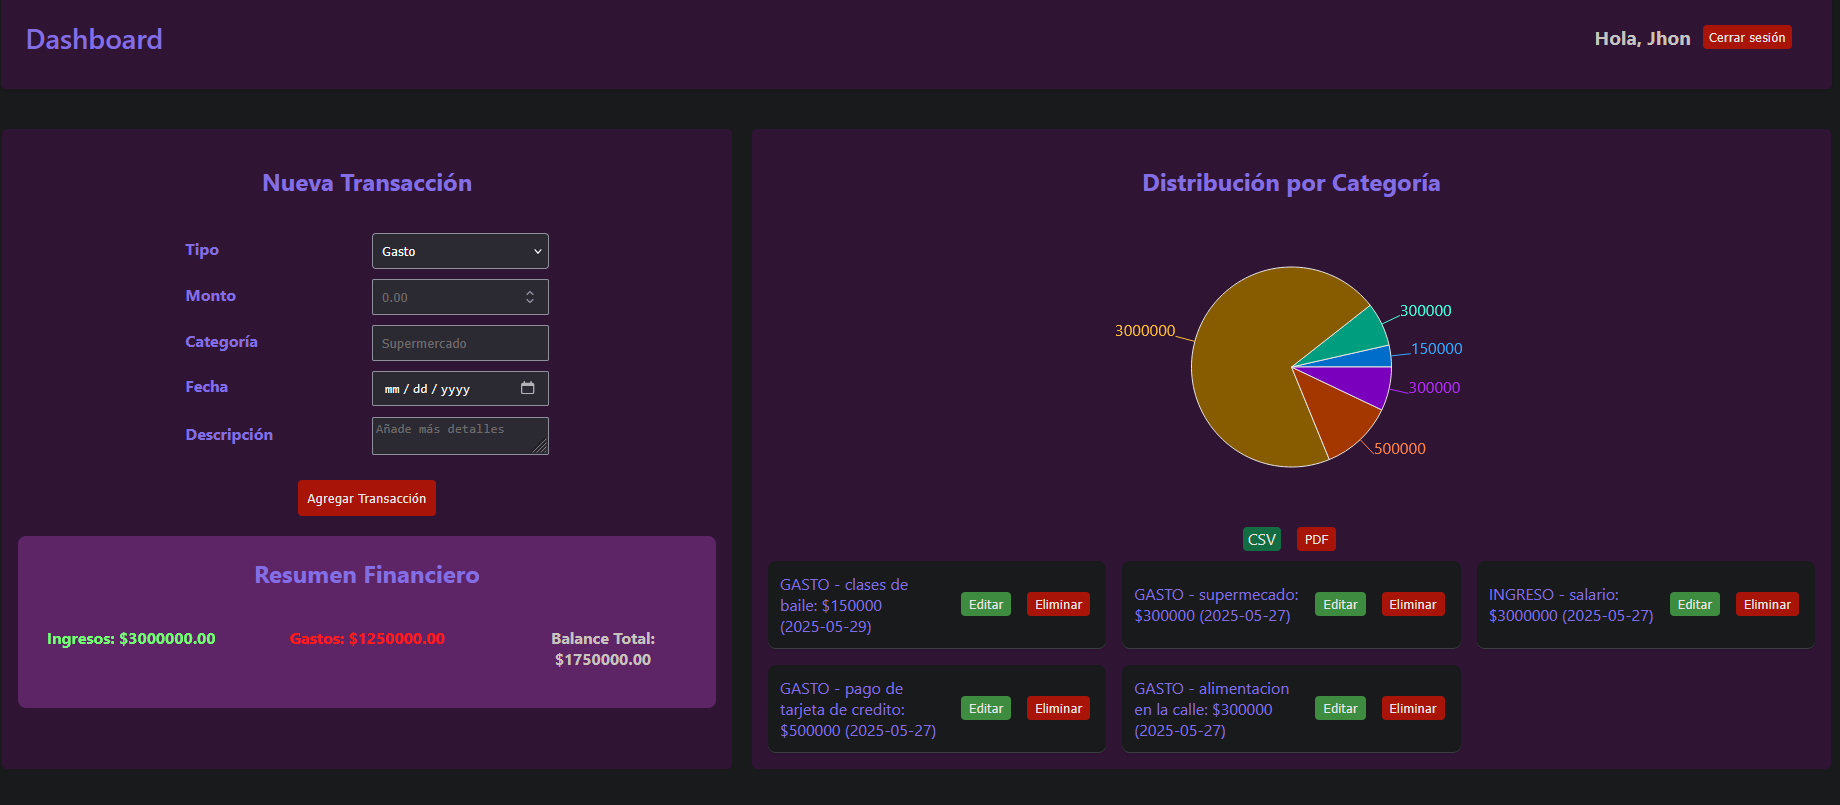 Dashboard
Hola, Jhon
Cerrar sesión
Nueva Transacción
Tipo
Gasto
Monto
0.00
Categoría
Supermercado
Fecha
mm/dd/yyyy
Descripción
Añade más detalles
Agregar Transacción
Resumen Financiero
Ingresos: $3000000.00
Gastos: $1250000.00
Balance Total:
$1750000.00
Distribución por Categoría
300000
3000000
150000
300000
500000
CSV
PDF
GASTO - clases de
baile: $150000
(2025-05-29)
Editar
Eliminar
GASTO - supermecado:
$300000 (2025-05-27)
Editar
Eliminar
INGRESO - salario:
$3000000 (2025-05-27)
Editar
Eliminar
GASTO - pago de
tarjeta de credito:
$500000 (2025-05-27)
Editar
Eliminar
GASTO - alimentacion
en la calle: $300000
(2025-05-27)
Editar
Eliminar